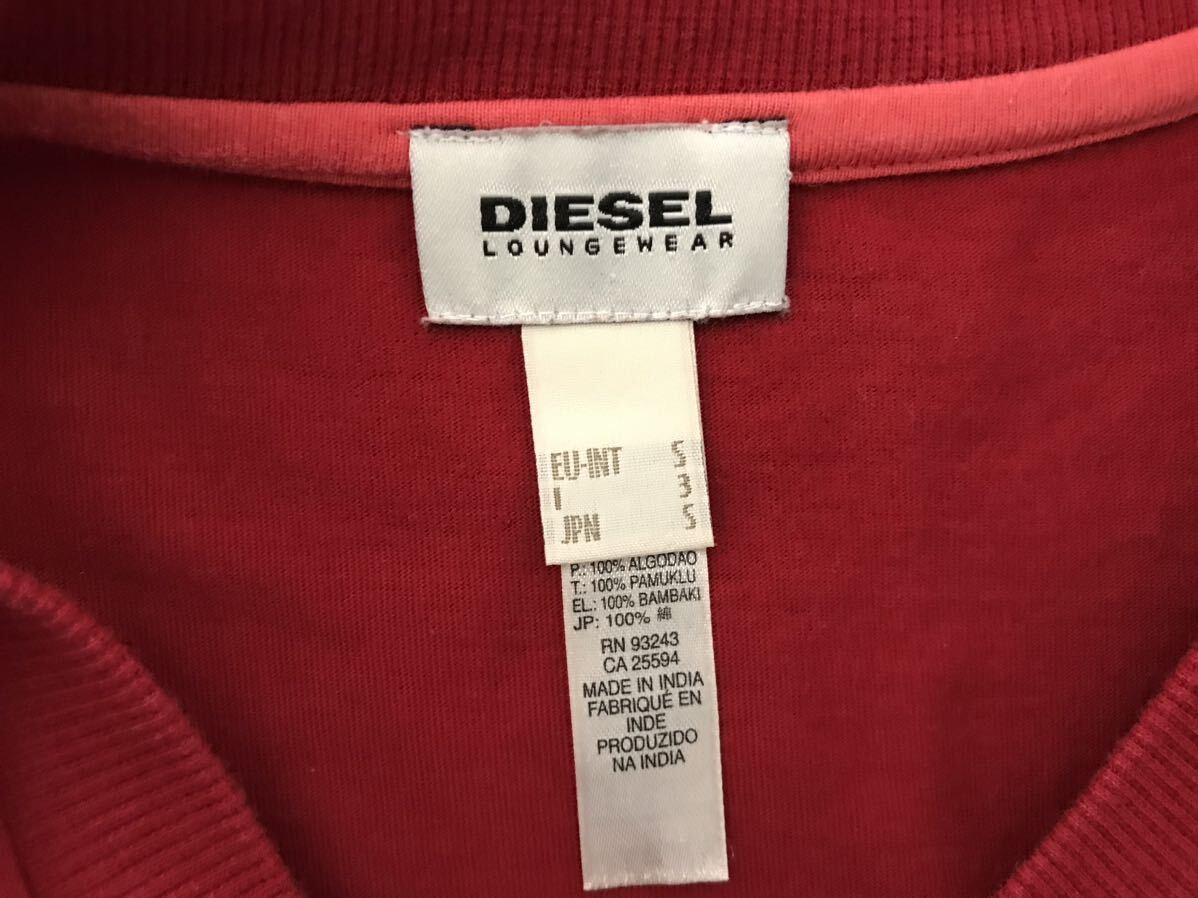 DIESEL
LOUNGEWEAR
EU-INT S
I 3
JPN S
P.: 100% ALGODAO
T.: 100% PAMUKLU
EL.: 100% BAMBAKI
JP: 100% 綿
RN 93243
CA 25594
MADE IN INDIA
FABRIQUÉ EN
INDE
PRODUZIDO
NA INDIA